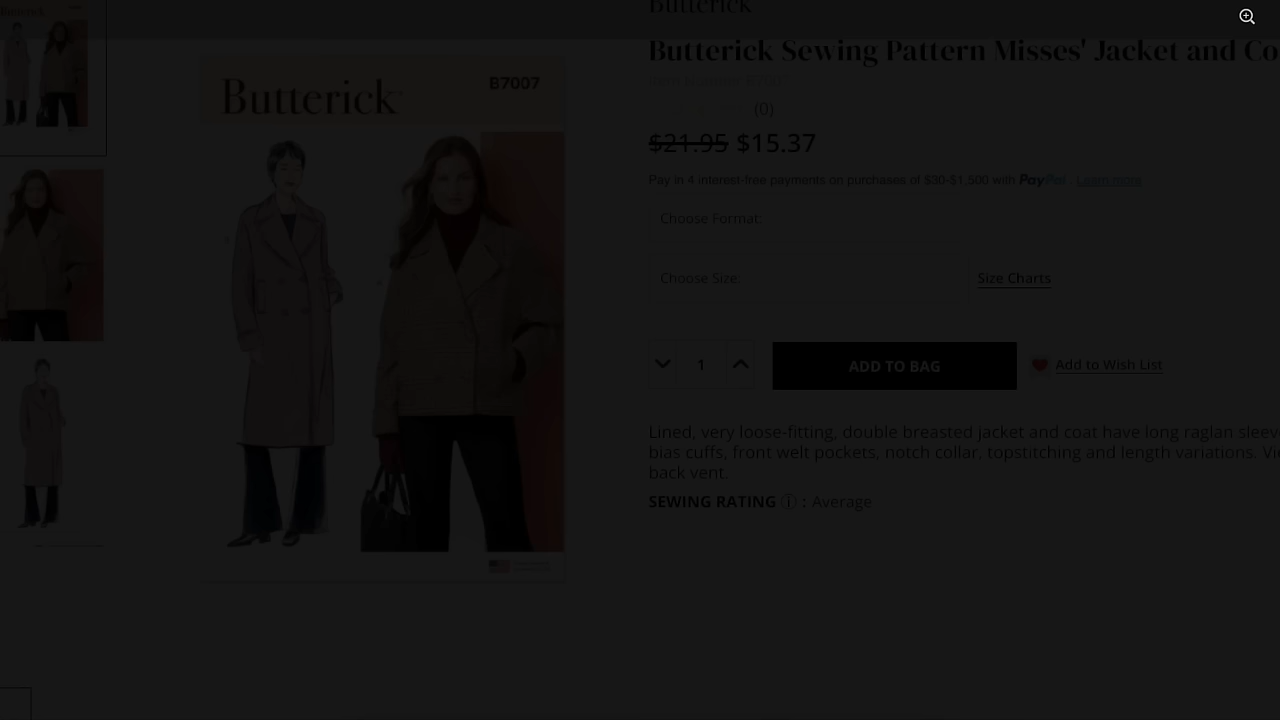 Butterick
Butterick Sewing Pattern Misses' Jacket and Co
(0)
$21.95 $15.37
Pay in 4 interest-free payments on purchases of $30-$1,500 with PayPal. Learn more
Choose Format:
Choose Size:
Size Charts
1
ADD TO BAG
Add to Wish List
Lined, very loose-fitting, double breasted jacket and coat have long raglan sleev
bias cuffs, front welt pockets, notch collar, topstitching and length variations. Vi
back vent.
SEWING RATING ⓘ : Average
Butterick
B7007